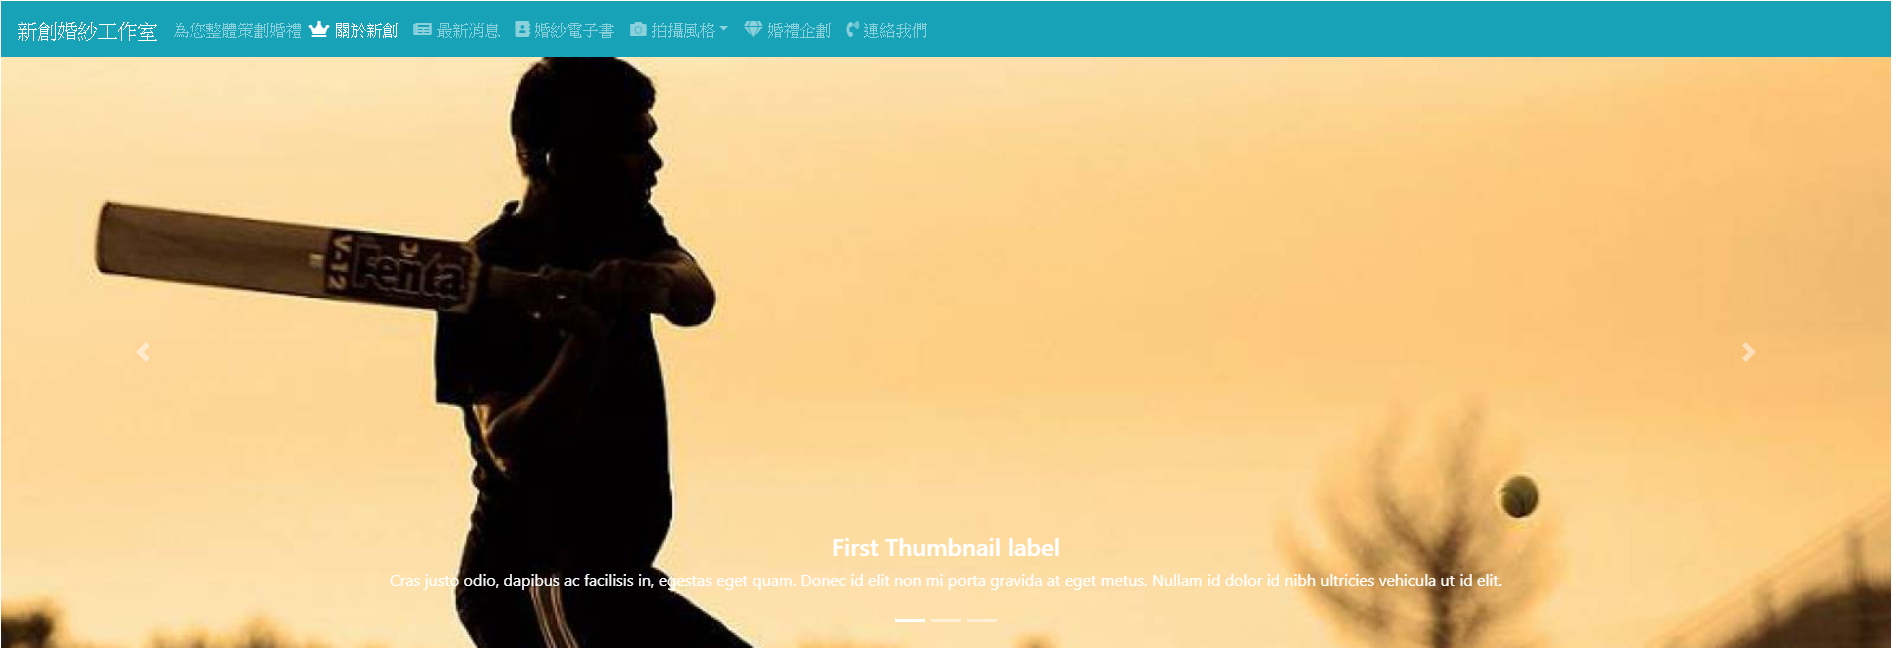 新創婚紗工作室 為您整體策劃婚禮 關於新創 最新消息 婚紗電子書 拍攝風格 婚禮企劃 連絡我們
V-12 Fenta
First Thumbnail label
Cras justo odio, dapibus ac facilisis in, egestas eget quam. Donec id elit non mi porta gravida at eget metus. Nullam id dolor id nibh ultricies vehicula ut id elit.